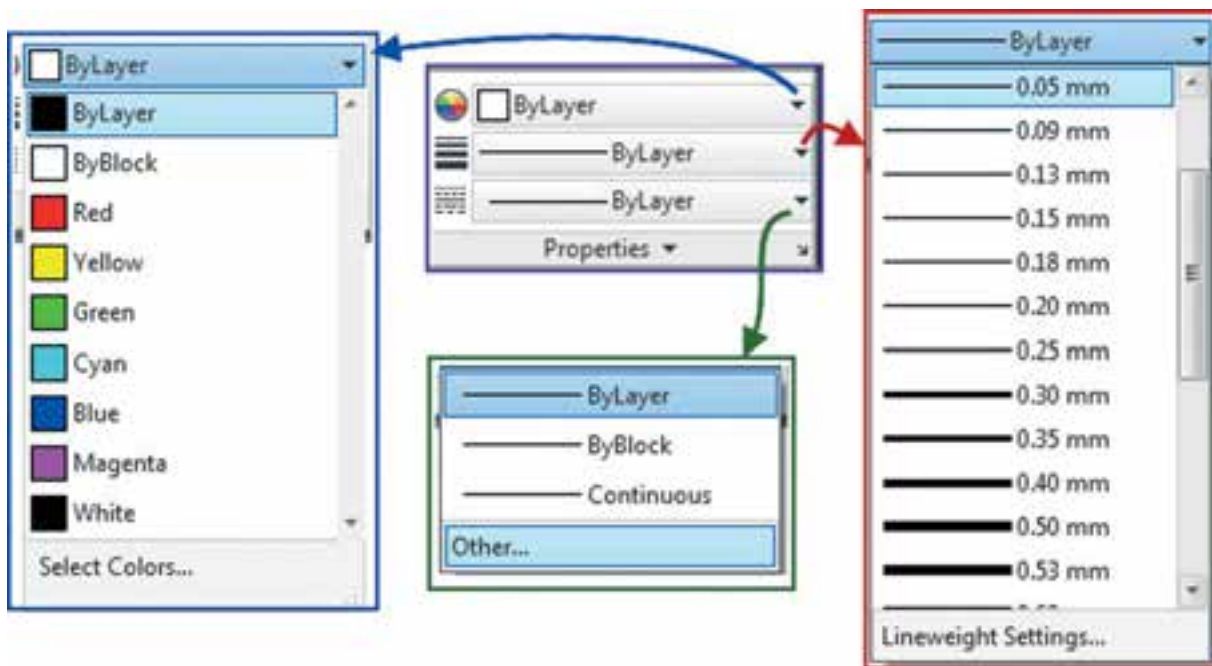 ByLayer
ByLayer
ByBlock
Red
Yellow
Green
Cyan
Blue
Magenta
White
Select Colors...
ByLayer
ByLayer
ByLayer
Properties
ByLayer
ByBlock
Continuous
Other...
ByLayer
0.05 mm
0.09 mm
0.13 mm
0.15 mm
0.18 mm
0.20 mm
0.25 mm
0.30 mm
0.35 mm
0.40 mm
0.50 mm
0.53 mm
Lineweight Settings...